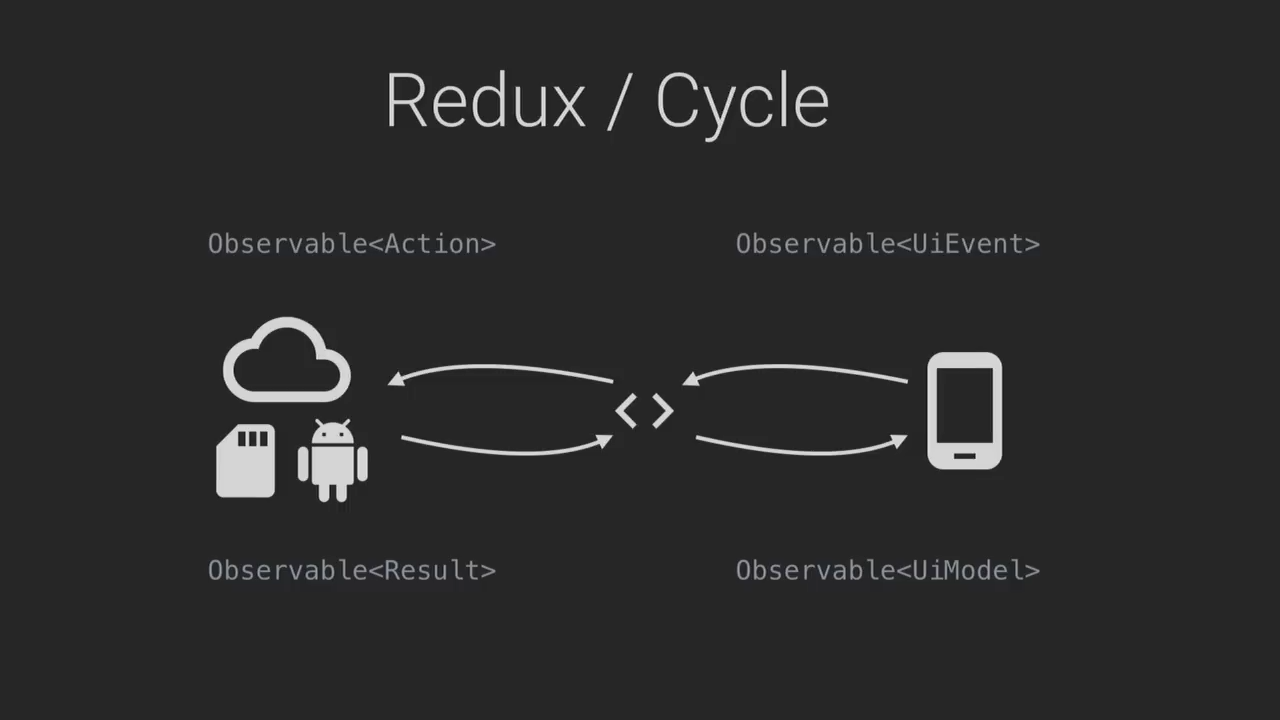 Redux / Cycle
Observable<Action>
Observable<UiEvent>
Observable<Result>
Observable<UiModel>